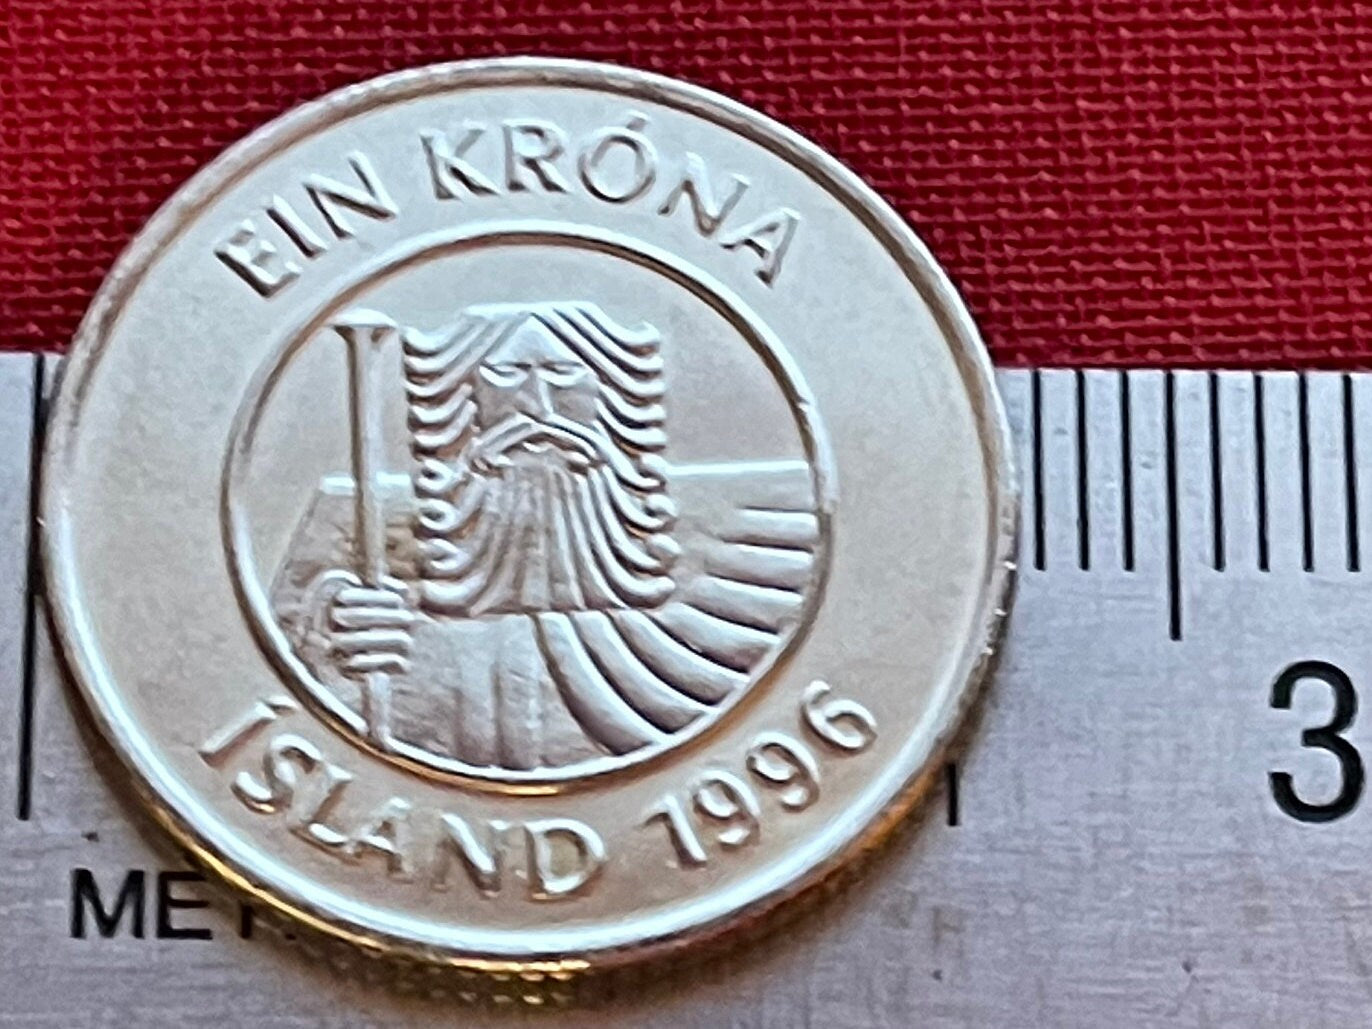 EIN KRÓNA
ÍSLAND 1996
3